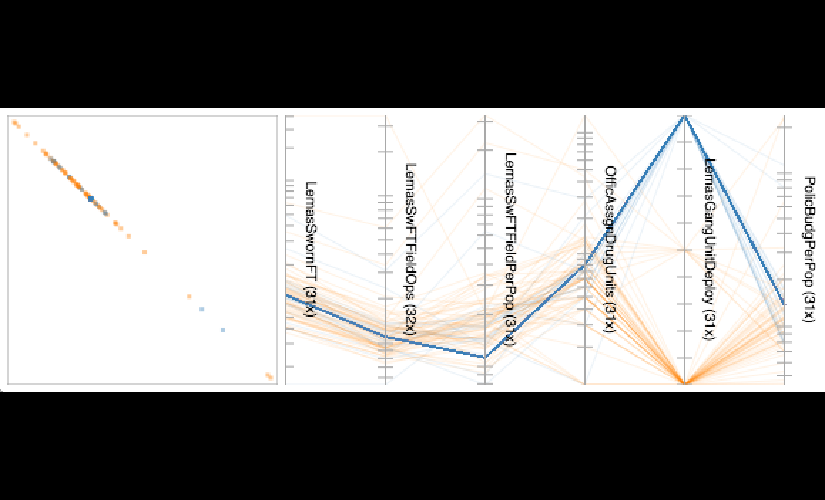 LemasSwornFT (31x)
LemasSwFTFieldOps (32x)
LemasSwFTFieldPerPop (31x)
OfficAssgnDrugUnits (31x)
LemasGangUnitDeploy (31x)
PolicBudgPerPop (31x)